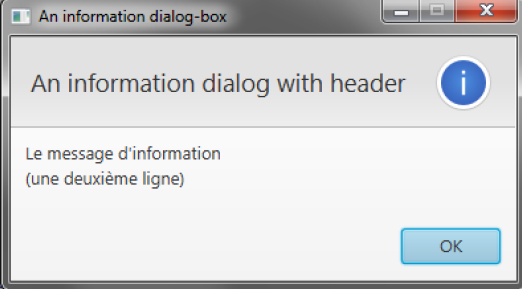 An information dialog-box
An information dialog with header
i
Le message d'information
(une deuxième ligne)
OK